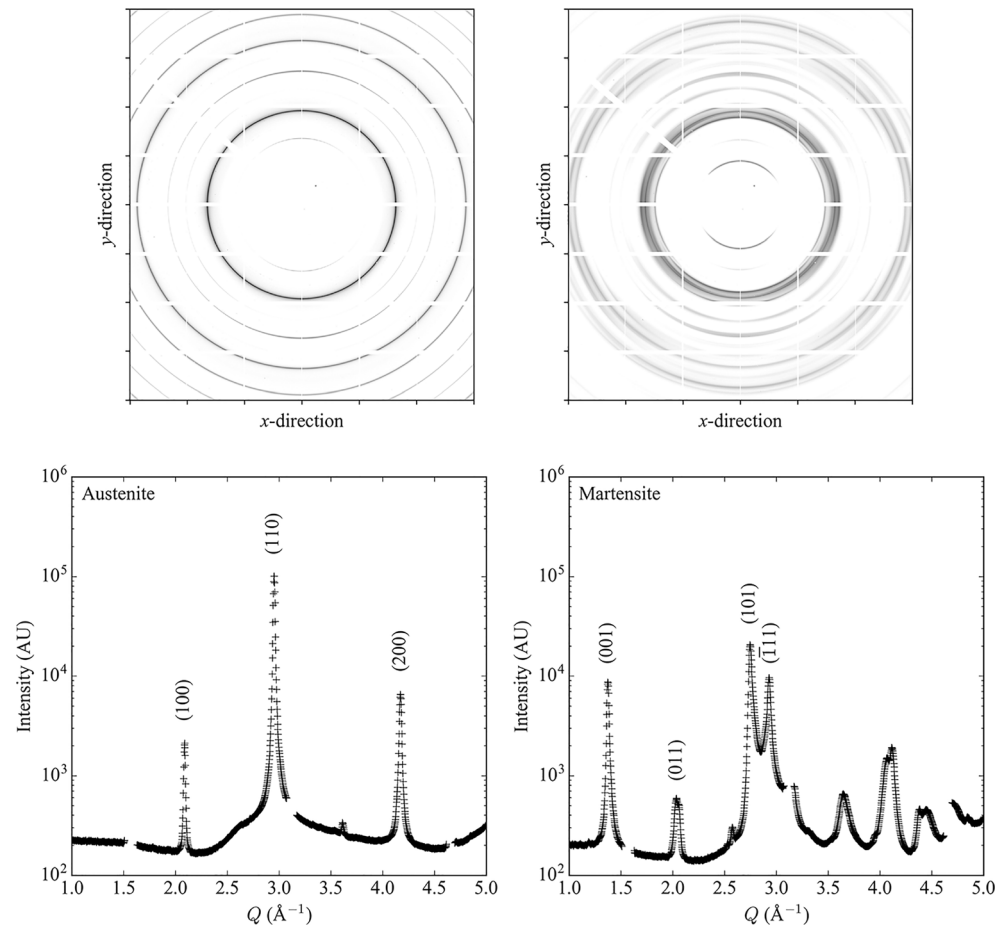 y-direction
x-direction
y-direction
x-direction
Austenite
10⁶
10⁵
10⁴
10³
10²
Intensity (AU)
(100)
(110)
(200)
1.0 1.5 2.0 2.5 3.0 3.5 4.0 4.5 5.0
Q (Å⁻¹)
Martensite
10⁶
10⁵
10⁴
10³
10²
Intensity (AU)
(001)
(011)
(101)
(1̅11)
1.0 1.5 2.0 2.5 3.0 3.5 4.0 4.5 5.0
Q (Å⁻¹)